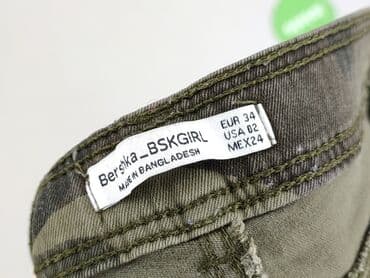 Bershka_BSKGIRL
MADE IN BANGLADESH
EUR 34
USA 02
MEX24